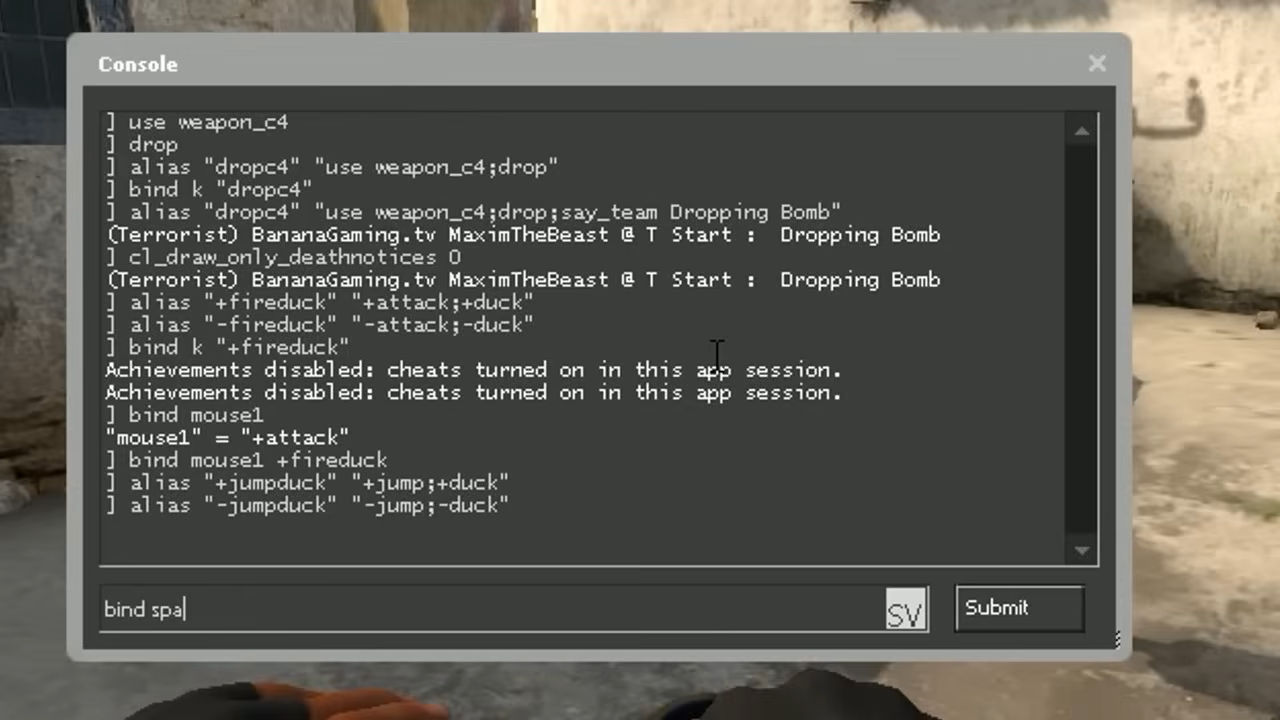 Console
] use weapon_c4
] drop
] alias "dropc4" "use weapon_c4;drop"
] bind k "dropc4"
] alias "dropc4" "use weapon_c4;drop;say_team Dropping Bomb"
(Terrorist) BananaGaming.tv MaximTheBeast @ T Start :  Dropping Bomb
] cl_draw_only_deathnotices 0
(Terrorist) BananaGaming.tv MaximTheBeast @ T Start :  Dropping Bomb
] alias "+fireduck" "+attack;+duck"
] alias "-fireduck" "-attack;-duck"
] bind k "+fireduck"
Achievements disabled: cheats turned on in this app session.
Achievements disabled: cheats turned on in this app session.
] bind mouse1
"mouse1" = "+attack"
] bind mouse1 +fireduck
] alias "+jumpduck" "+jump;+duck"
] alias "-jumpduck" "-jump;-duck"
bind spa
SV
Submit